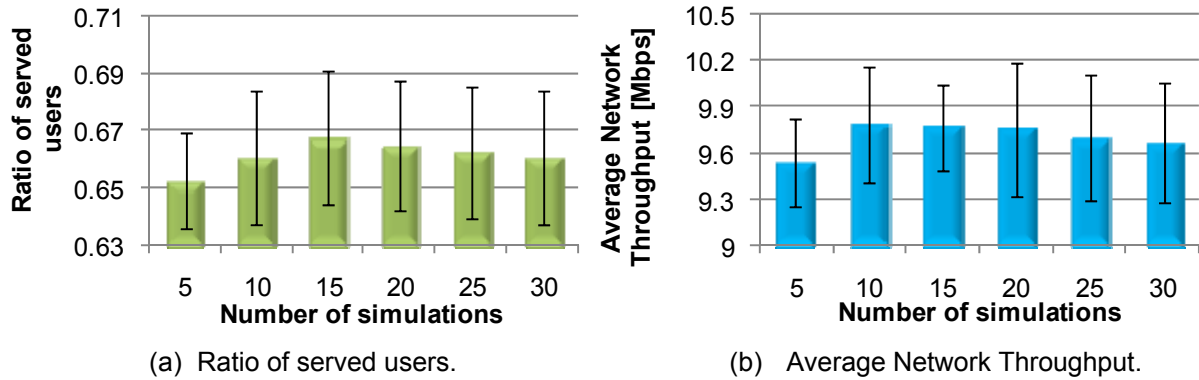 Ratio of served
users
0.71
0.69
0.67
0.65
0.63
5 10 15 20 25 30
Number of simulations
(a) Ratio of served users.
Average Network
Throughput [Mbps]
10.5
10.2
9.9
9.6
9.3
9
5 10 15 20 25 30
Number of simulations
(b) Average Network Throughput.